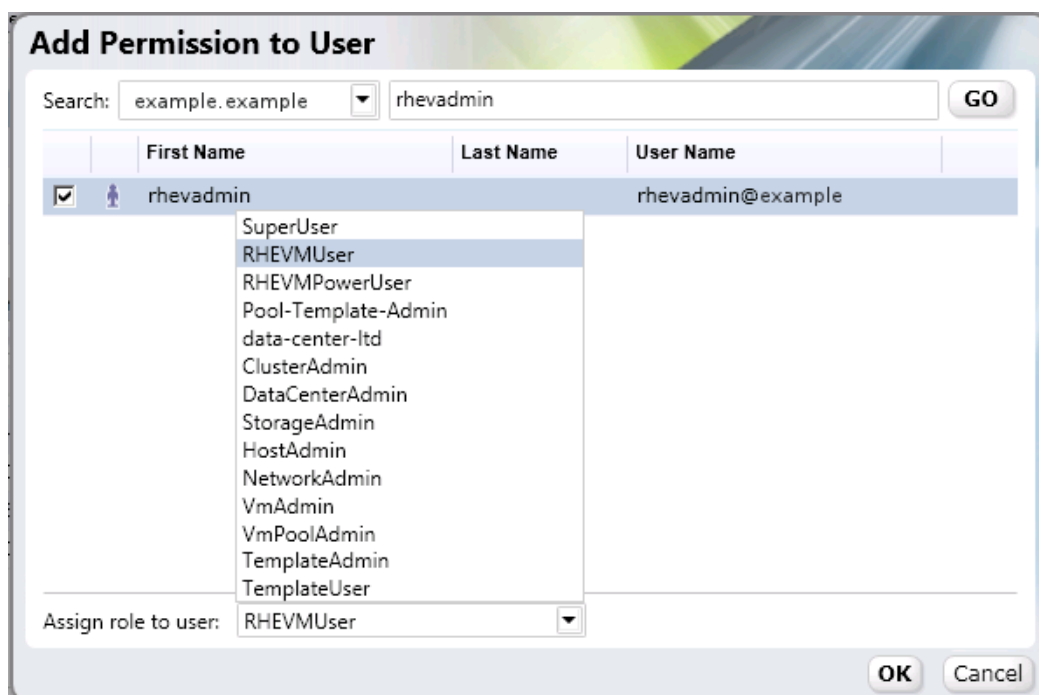 Add Permission to User
Search: example.example rhevadmin GO
First Name Last Name User Name
rhevadmin rhevadmin@example
SuperUser
RHEVMUser
RHEVMPowerUser
Pool-Template-Admin
data-center-ltd
ClusterAdmin
DataCenterAdmin
StorageAdmin
HostAdmin
NetworkAdmin
VmAdmin
VmPoolAdmin
TemplateAdmin
TemplateUser
Assign role to user: RHEVMUser
OK Cancel